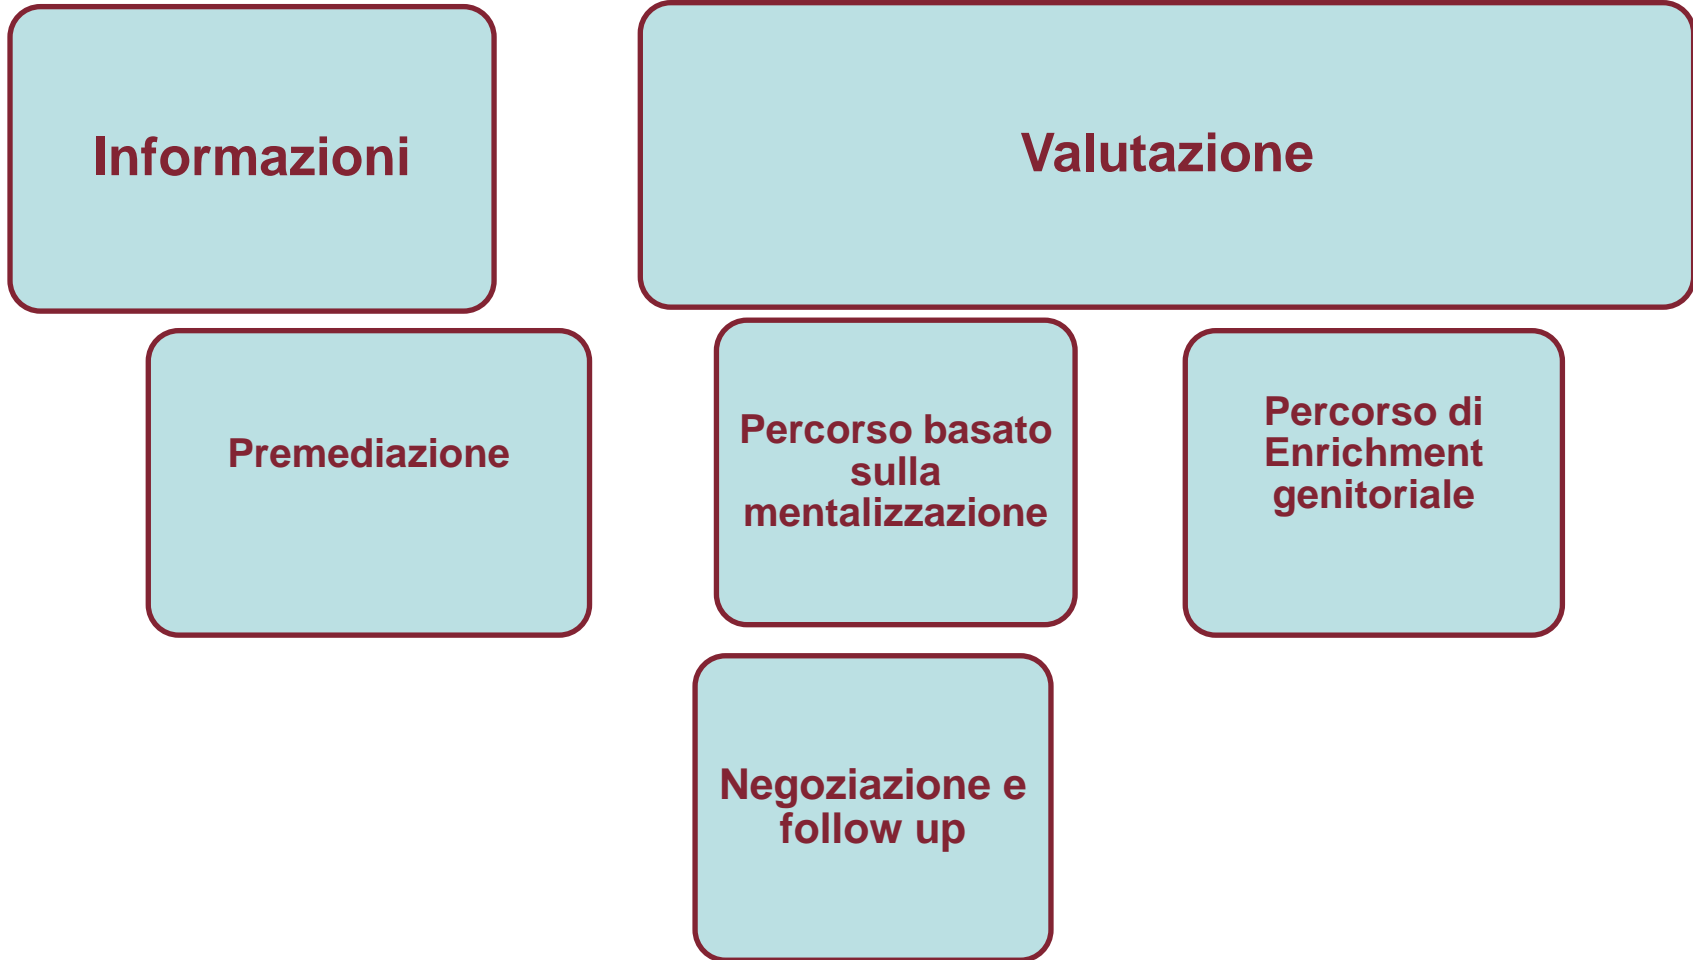 Informazioni
Valutazione
Premediazione
Percorso basato
sulla
mentalizzazione
Percorso di
Enrichment
genitoriale
Negoziazione e
follow up